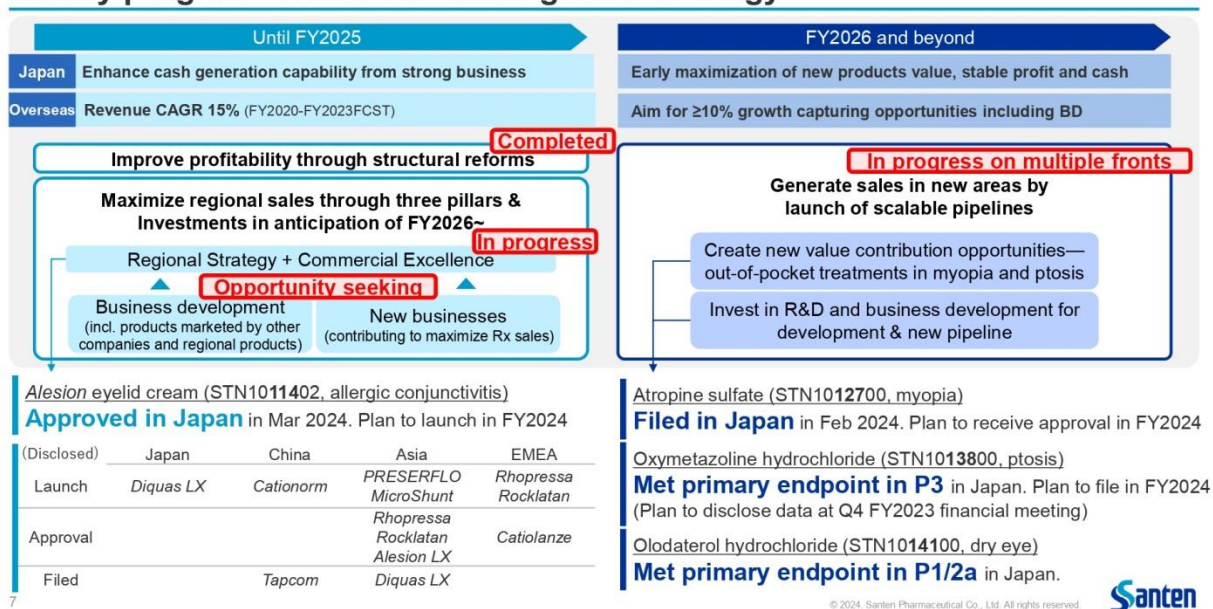 Until FY2025
Japan Enhance cash generation capability from strong business
Overseas Revenue CAGR 15% (FY2020-FY2023FCST)
Completed
Improve profitability through structural reforms
Maximize regional sales through three pillars &
Investments in anticipation of FY2026~
In progress
Regional Strategy + Commercial Excellence
Opportunity seeking
Business development
(incl. products marketed by other
companies and regional products)
New businesses
(contributing to maximize Rx sales)
FY2026 and beyond
Early maximization of new products value, stable profit and cash
Aim for ≥10% growth capturing opportunities including BD
In progress on multiple fronts
Generate sales in new areas by
launch of scalable pipelines
Create new value contribution opportunities—
out-of-pocket treatments in myopia and ptosis
Invest in R&D and business development for
development & new pipeline
Alesion eyelid cream (STN1011402, allergic conjunctivitis)
Approved in Japan in Mar 2024. Plan to launch in FY2024
(Disclosed) Japan China Asia EMEA
Launch Diquas LX Cationorm PRESERFLO MicroShunt Rhopressa Rocklatan
Approval Rhopressa Rocklatan Alesion LX Catiolanze
Filed Tapcom Diquas LX
Atropine sulfate (STN1012700, myopia)
Filed in Japan in Feb 2024. Plan to receive approval in FY2024
Oxymetazoline hydrochloride (STN1013800, ptosis)
Met primary endpoint in P3 in Japan. Plan to file in FY2024
(Plan to disclose data at Q4 FY2023 financial meeting)
Olodaterol hydrochloride (STN1014100, dry eye)
Met primary endpoint in P1/2a in Japan.
7
© 2024. Santen Pharmaceutical Co., Ltd. All rights reserved.
Santen